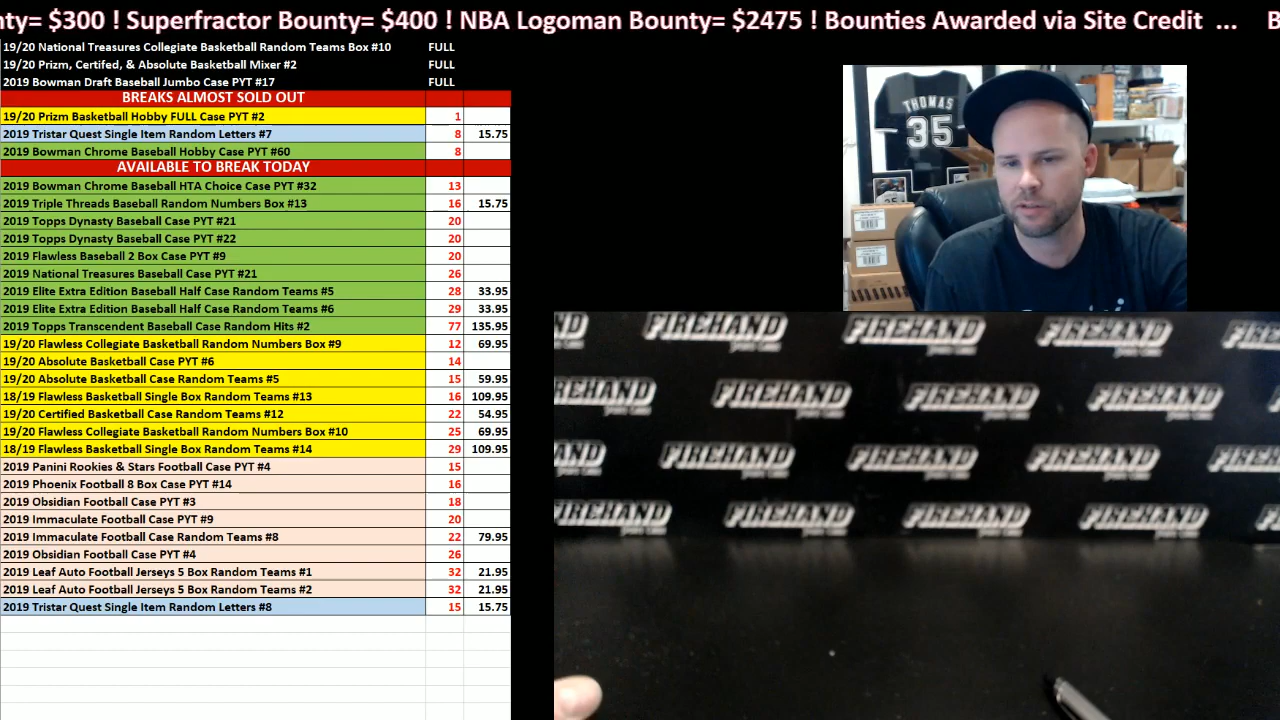 nty= $300 ! Superfractor Bounty= $400 ! NBA Logoman Bounty= $2475 ! Bounties Awarded via Site Credit ... B
19/20 National Treasures Collegiate Basketball Random Teams Box #10 FULL
19/20 Prizm, Certifed, & Absolute Basketball Mixer #2 FULL
2019 Bowman Draft Baseball Jumbo Case PYT #17 FULL
BREAKS ALMOST SOLD OUT
19/20 Prizm Basketball Hobby FULL Case PYT #2 1
2019 Tristar Quest Single Item Random Letters #7 8 15.75
2019 Bowman Chrome Baseball Hobby Case PYT #60 8
AVAILABLE TO BREAK TODAY
2019 Bowman Chrome Baseball HTA Choice Case PYT #32 13
2019 Triple Threads Baseball Random Numbers Box #13 16 15.75
2019 Topps Dynasty Baseball Case PYT #21 20
2019 Topps Dynasty Baseball Case PYT #22 20
2019 Flawless Baseball 2 Box Case PYT #9 20
2019 National Treasures Baseball Case PYT #21 26
2019 Elite Extra Edition Baseball Half Case Random Teams #5 28 33.95
2019 Elite Extra Edition Baseball Half Case Random Teams #6 29 33.95
2019 Topps Transcendent Baseball Case Random Hits #2 77 135.95
19/20 Flawless Collegiate Basketball Random Numbers Box #9 12 69.95
19/20 Absolute Basketball Case PYT #6 14
19/20 Absolute Basketball Case Random Teams #5 15 59.95
18/19 Flawless Basketball Single Box Random Teams #13 16 109.95
19/20 Certified Basketball Case Random Teams #12 22 54.95
19/20 Flawless Collegiate Basketball Random Numbers Box #10 25 69.95
18/19 Flawless Basketball Single Box Random Teams #14 29 109.95
2019 Panini Rookies & Stars Football Case PYT #4 15
2019 Phoenix Football 8 Box Case PYT #14 16
2019 Obsidian Football Case PYT #3 18
2019 Immaculate Football Case PYT #9 20
2019 Immaculate Football Case Random Teams #8 22 79.95
2019 Obsidian Football Case PYT #4 26
2019 Leaf Auto Football Jerseys 5 Box Random Teams #1 32 21.95
2019 Leaf Auto Football Jerseys 5 Box Random Teams #2 32 21.95
2019 Tristar Quest Single Item Random Letters #8 15 15.75
THOMAS
35
FIREHAND FIREHAND FIREHAND
FIREHAND FIREHAND FIREHAND
FIREHAND FIREHAND FIREHAND
FIREHAND FIREHAND FIREHAND FIREHAND